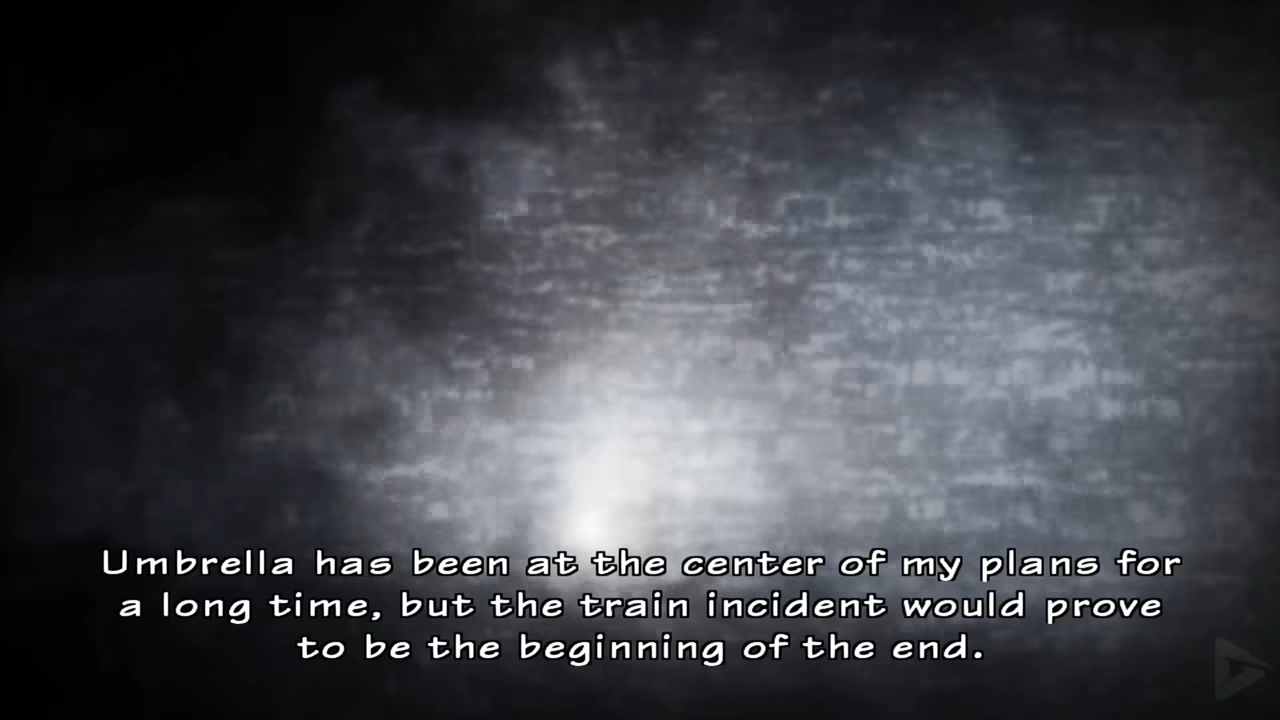 Umbrella has been at the center of my plans for
a long time, but the train incident would prove
to be the beginning of the end.